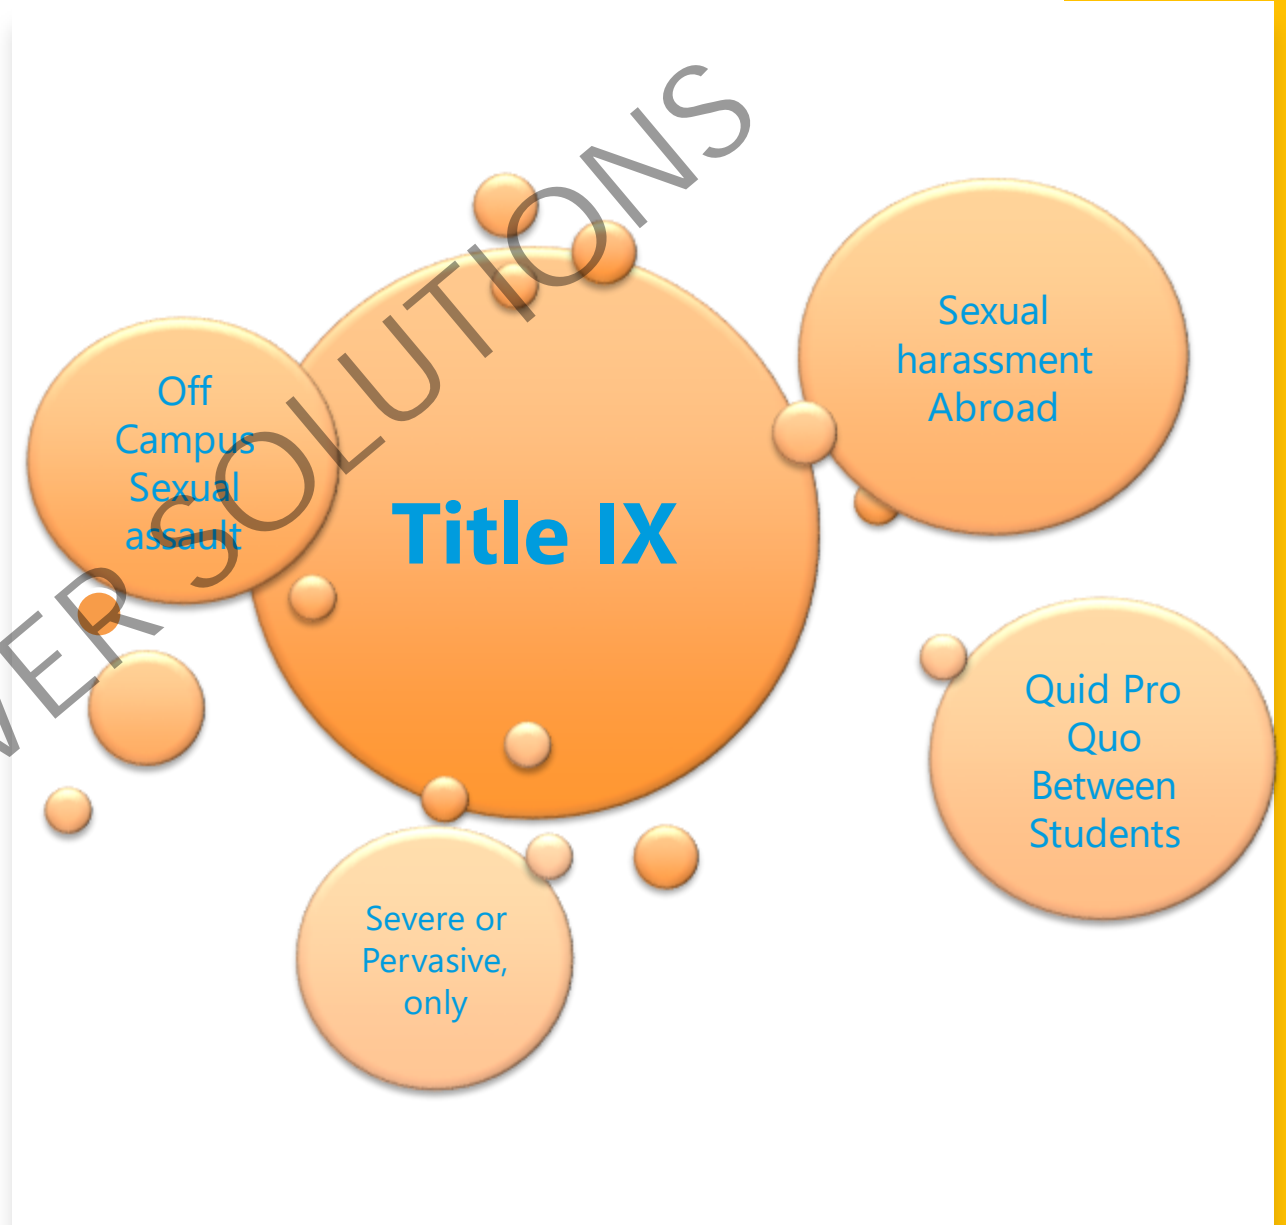 Title IX
Off
Campus
Sexual
assault
Sexual
harassment
Abroad
Quid Pro
Quo
Between
Students
Severe or
Pervasive,
only
SOLUTIONS